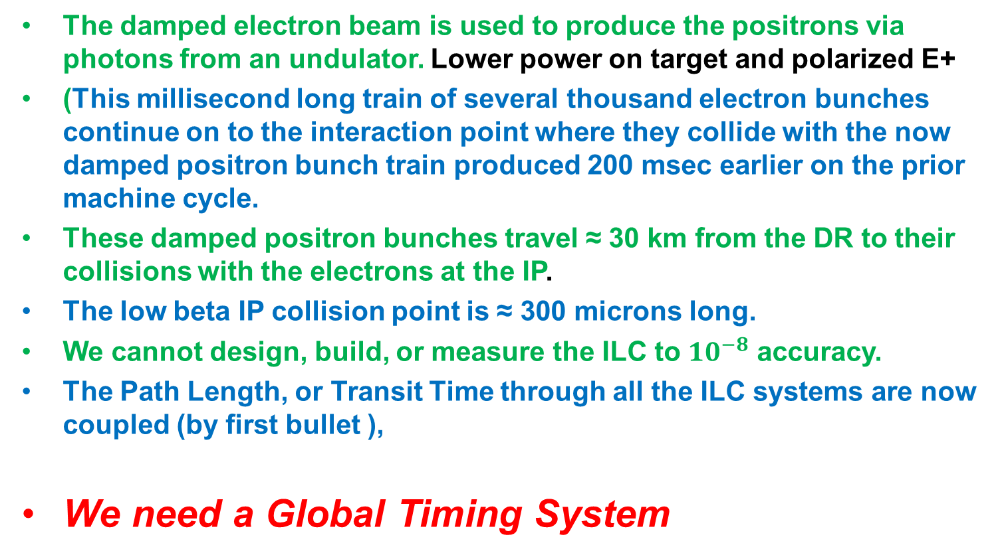 • The damped electron beam is used to produce the positrons via
photons from an undulator. Lower power on target and polarized E+
• (This millisecond long train of several thousand electron bunches
continue on to the interaction point where they collide with the now
damped positron bunch train produced 200 msec earlier on the prior
machine cycle.
• These damped positron bunches travel ≈ 30 km from the DR to their
collisions with the electrons at the IP.
• The low beta IP collision point is ≈ 300 microns long.
• We cannot design, build, or measure the ILC to 10⁻⁸ accuracy.
• The Path Length, or Transit Time through all the ILC systems are now
coupled (by first bullet ),
• We need a Global Timing System